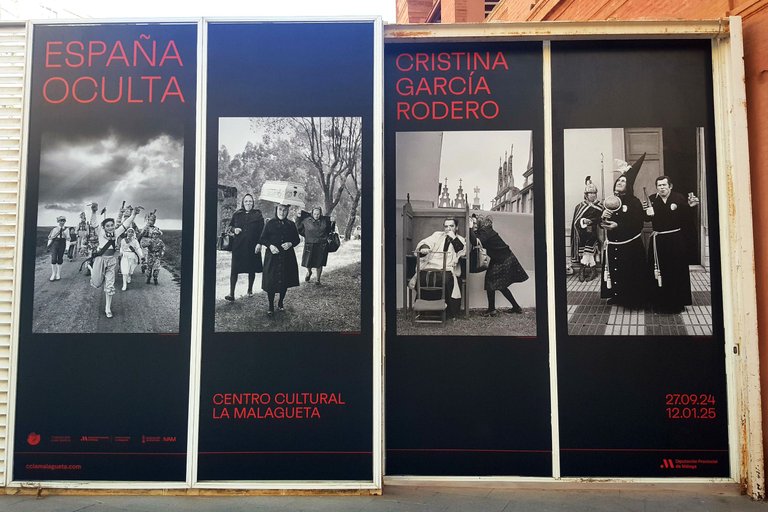 ESPAÑA
OCULTA
CENTRO CULTURAL
LA MALAGUETA
CRISTINA
GARCÍA
RODERO
27.09.24
12.01.25
cclamalagueta.com
Diputación Provincial
de Málaga